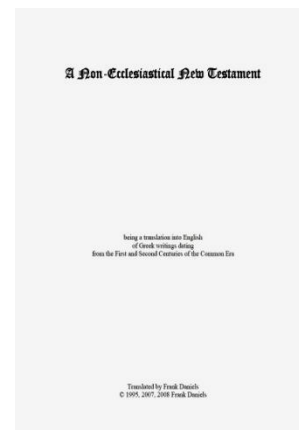 A Non-Ecclesiastical New Testament
being a translation into English
of Greek writings dating
from the First and Second Centuries of the Common Era
Translated by Frank Daniels
© 1995, 2007, 2008 Frank Daniels